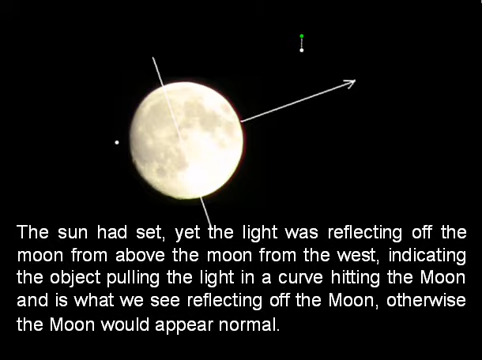 The sun had set, yet the light was reflecting off the
moon from above the moon from the west, indicating
the object pulling the light in a curve hitting the Moon
and is what we see reflecting off the Moon, otherwise
the Moon would appear normal.